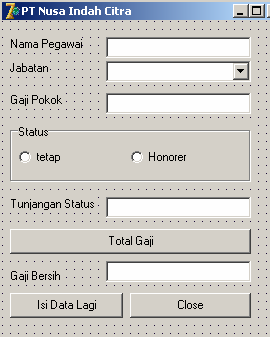 PT Nusa Indah Citra
Nama Pegawai
Jabatan
Gaji Pokok
Status
tetap Honorer
Tunjangan Status
Total Gaji
Gaji Bersih
Isi Data Lagi Close